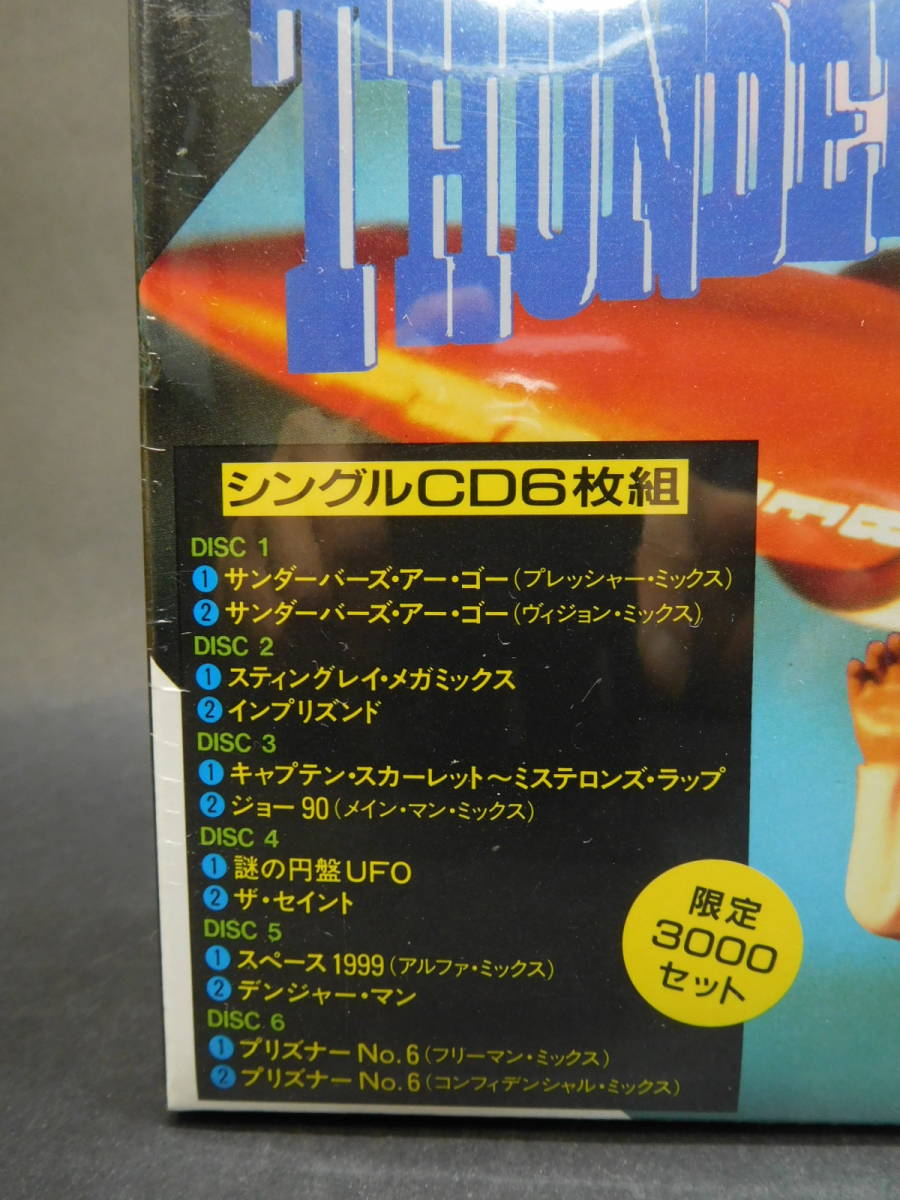 THUNDE
シングルCD6枚組
DISC 1
1 サンダーバーズ・アー・ゴー(プレッシャー・ミックス)
2 サンダーバーズ・アー・ゴー(ヴィジョン・ミックス)
DISC 2
1 スティングレイ・メガミックス
2 インプリズンド
DISC 3
1 キャプテン・スカーレット〜ミステロンズ・ラップ
2 ジョー90(メイン・マン・ミックス)
DISC 4
1 謎の円盤UFO
2 ザ・セイント
DISC 5
1 スペース1999(アルファ・ミックス)
2 デンジャー・マン
DISC 6
1 プリズナーNo.6(フリーマン・ミックス)
2 プリズナーNo.6(コンフィデンシャル・ミックス)
限定
3000
セット